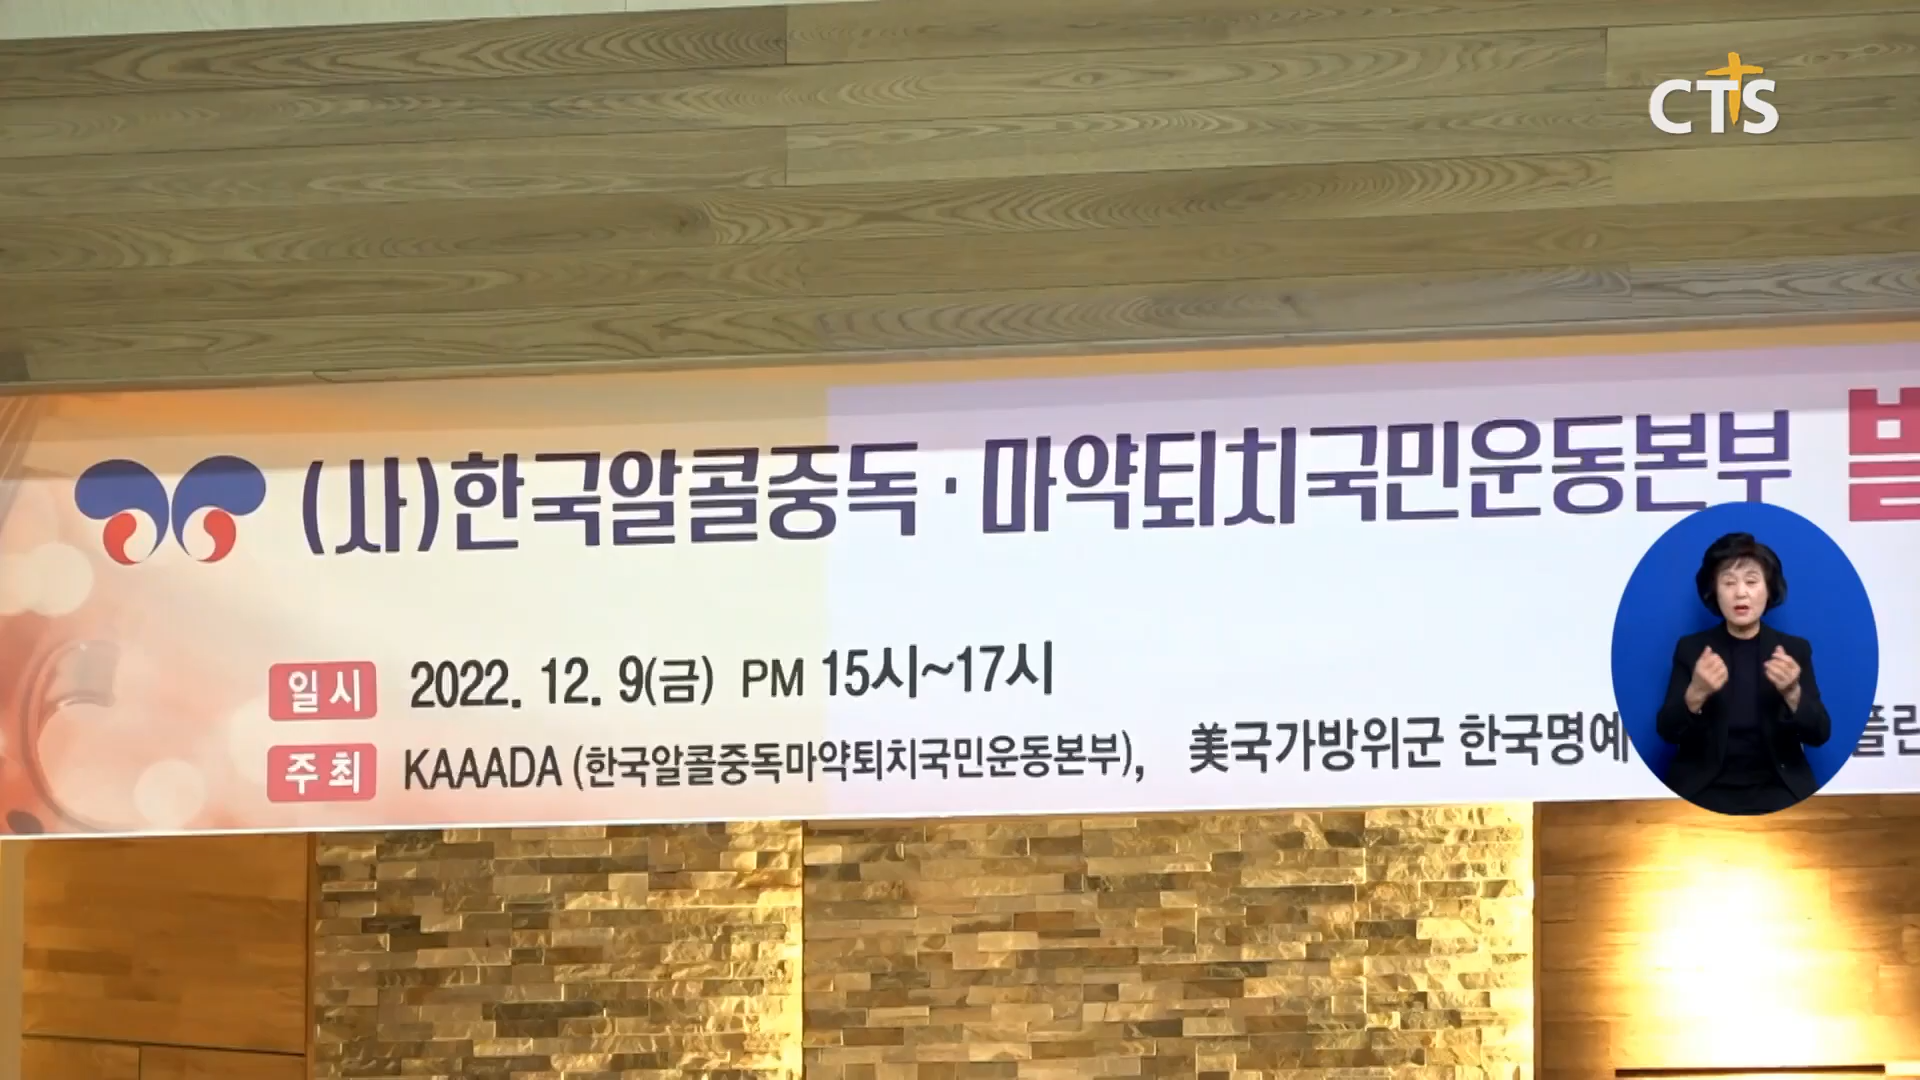 CTS
(사)한국알콜중독·마약퇴치국민운동본부
일시 2022. 12. 9(금) PM 15시~17시
주최 KAAADA (한국알콜중독마약퇴치국민운동본부), 美국가방위군 한국명예